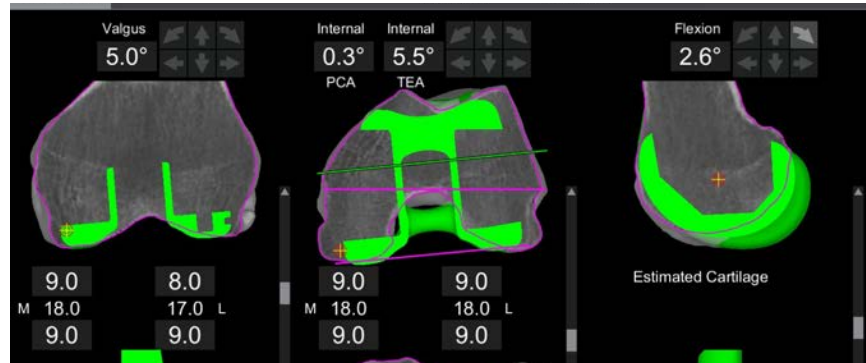 Valgus
5.0°
Internal Internal
0.3° 5.5°
PCA TEA
Flexion
2.6°
9.0 8.0
M 18.0 17.0 L
9.0 9.0
9.0 9.0
M 18.0 18.0 L
9.0 9.0
Estimated Cartilage